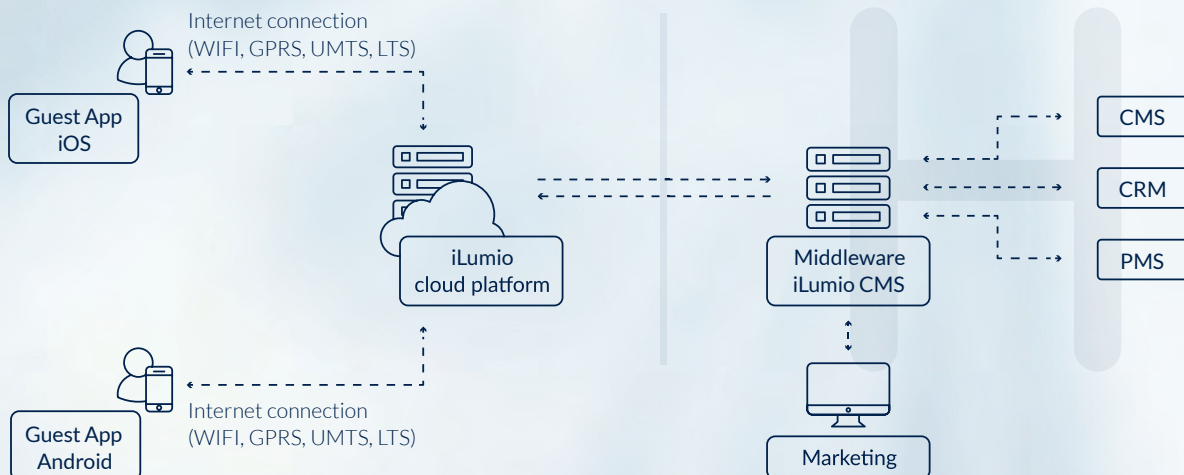 Internet connection
(WIFI, GPRS, UMTS, LTS)
Guest App
iOS
iLumio
cloud platform
Middleware
iLumio CMS
CMS
CRM
PMS
Internet connection
(WIFI, GPRS, UMTS, LTS)
Guest App
Android
Marketing